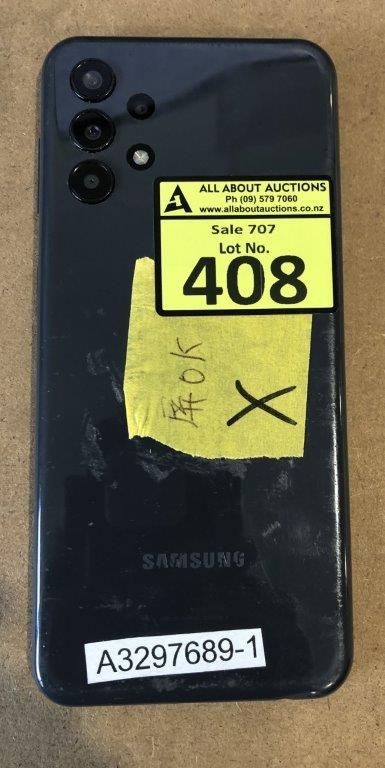 ALL ABOUT AUCTIONS
Ph (09) 579 7060
www.allaboutauctions.co.nz
Sale 707
Lot No.
408
屏OK
X
SAMSUNG
A3297689-1